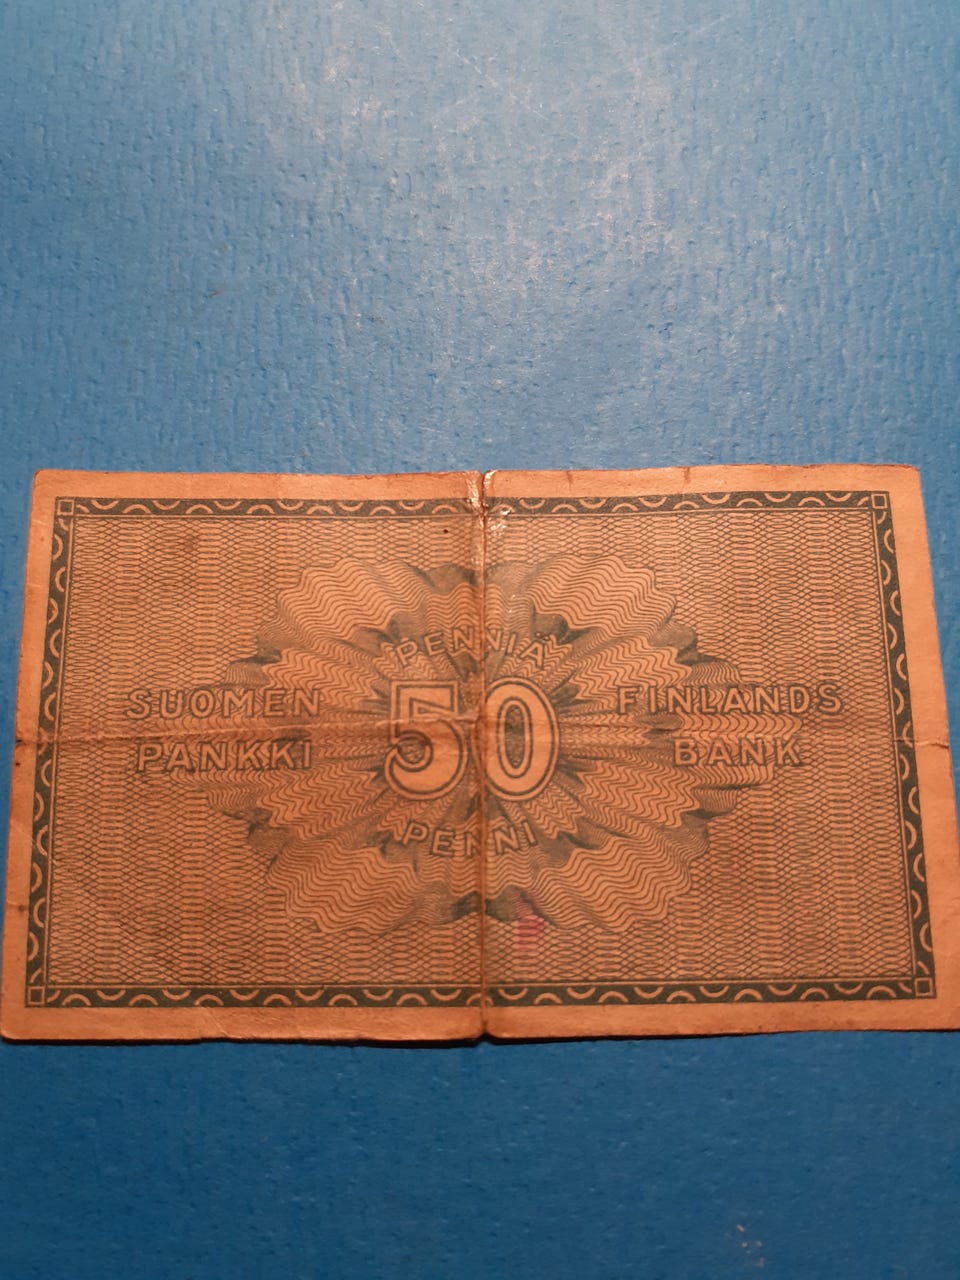 PENNIÄ
SUOMEN
PANKKI
50
FINLANDS
BANK
PENNI